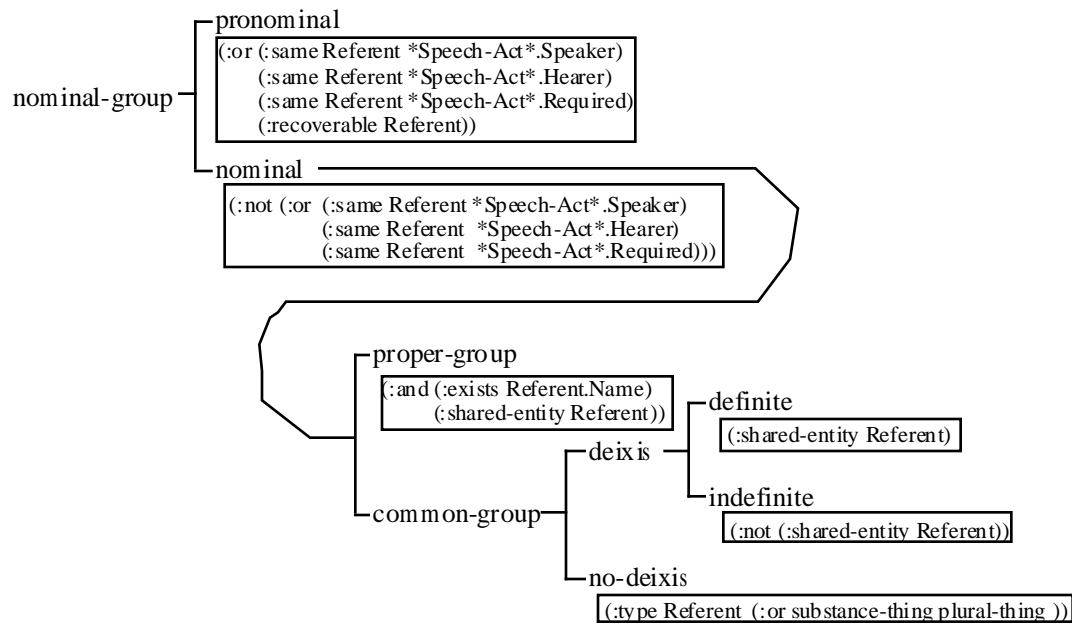 pronominal
(:or (:same Referent *Speech-Act*.Speaker)
(:same Referent *Speech-Act*.Hearer)
(:same Referent *Speech-Act*.Required)
(:recoverable Referent))
nominal-group
nominal
(:not (:or (:same Referent *Speech-Act*.Speaker)
(:same Referent *Speech-Act*.Hearer)
(:same Referent *Speech-Act*.Required)))
proper-group
(:and (:exists Referent.Name)
(:shared-entity Referent))
common-group
deixis
definite
(:shared-entity Referent)
indefinite
(:not (:shared-entity Referent))
no-deixis
(:type Referent (:or substance-thing plural-thing ))